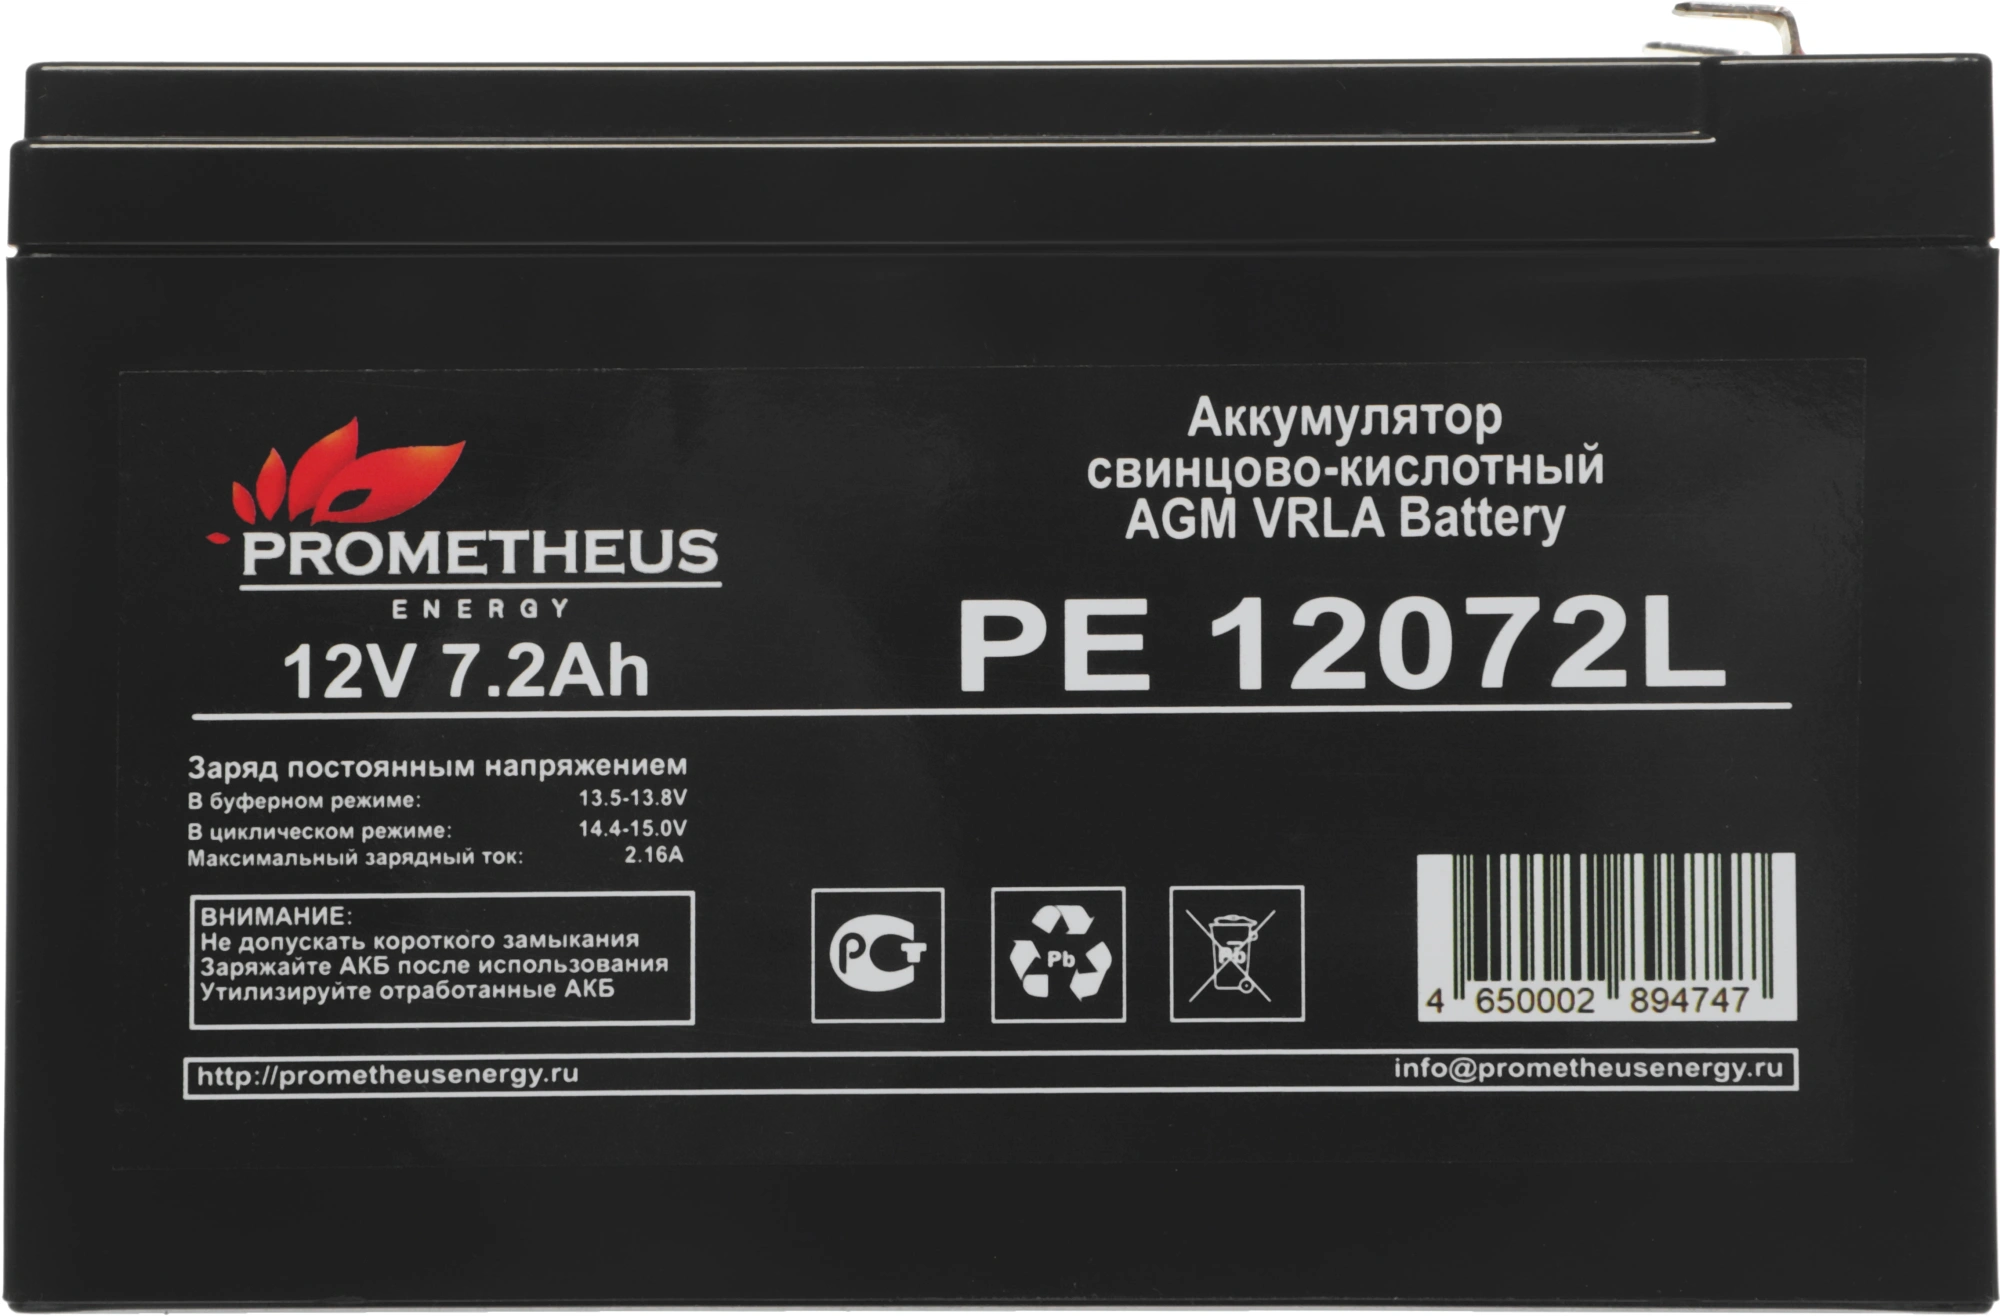 PROMETHEUS
ENERGY
12V 7.2Ah
Аккумулятор
свинцово-кислотный
AGM VRLA Battery
PE 12072L
Заряд постоянным напряжением
В буферном режиме: 13.5-13.8V
В циклическом режиме: 14.4-15.0V
Максимальный зарядный ток: 2.16A
ВНИМАНИЕ:
Не допускать короткого замыкания
Заряжайте АКБ после использования
Утилизируйте отработанные АКБ
РСТ
Pb
Pb
4 650002 894747
http://prometheusenergy.ru
info@prometheusenergy.ru